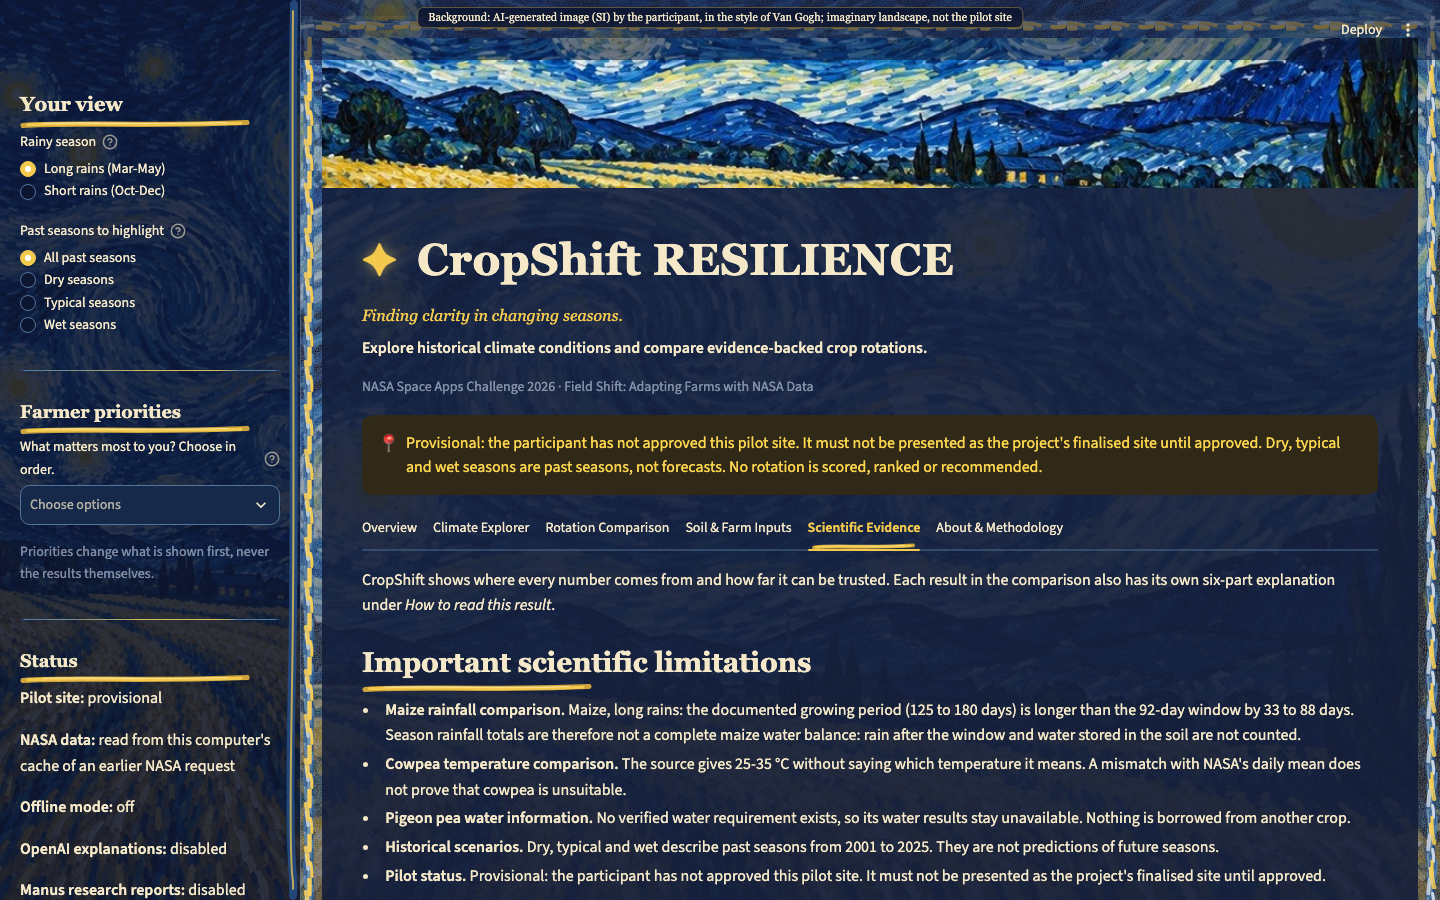 Background: AI-generated image (SI) by the participant, in the style of Van Gogh; imaginary landscape, not the pilot site
Deploy
Your view
Rainy season
Long rains (Mar-May)
Short rains (Oct-Dec)
Past seasons to highlight
All past seasons
Dry seasons
Typical seasons
Wet seasons
Farmer priorities
What matters most to you? Choose in
order.
Choose options
Priorities change what is shown first, never
the results themselves.
Status
Pilot site: provisional
NASA data: read from this computer's
cache of an earlier NASA request
Offline mode: off
OpenAI explanations: disabled
Manus research reports: disabled
CropShift RESILIENCE
Finding clarity in changing seasons.
Explore historical climate conditions and compare evidence-backed crop rotations.
NASA Space Apps Challenge 2026 · Field Shift: Adapting Farms with NASA Data
Provisional: the participant has not approved this pilot site. It must not be presented as the project's finalised site until approved. Dry, typical
and wet seasons are past seasons, not forecasts. No rotation is scored, ranked or recommended.
Overview Climate Explorer Rotation Comparison Soil & Farm Inputs Scientific Evidence About & Methodology
CropShift shows where every number comes from and how far it can be trusted. Each result in the comparison also has its own six-part explanation
under How to read this result.
Important scientific limitations
• Maize rainfall comparison. Maize, long rains: the documented growing period (125 to 180 days) is longer than the 92-day window by 33 to 88 days.
Season rainfall totals are therefore not a complete maize water balance: rain after the window and water stored in the soil are not counted.
• Cowpea temperature comparison. The source gives 25-35 °C without saying which temperature it means. A mismatch with NASA's daily mean does
not prove that cowpea is unsuitable.
• Pigeon pea water information. No verified water requirement exists, so its water results stay unavailable. Nothing is borrowed from another crop.
• Historical scenarios. Dry, typical and wet describe past seasons from 2001 to 2025. They are not predictions of future seasons.
• Pilot status. Provisional: the participant has not approved this pilot site. It must not be presented as the project's finalised site until approved.